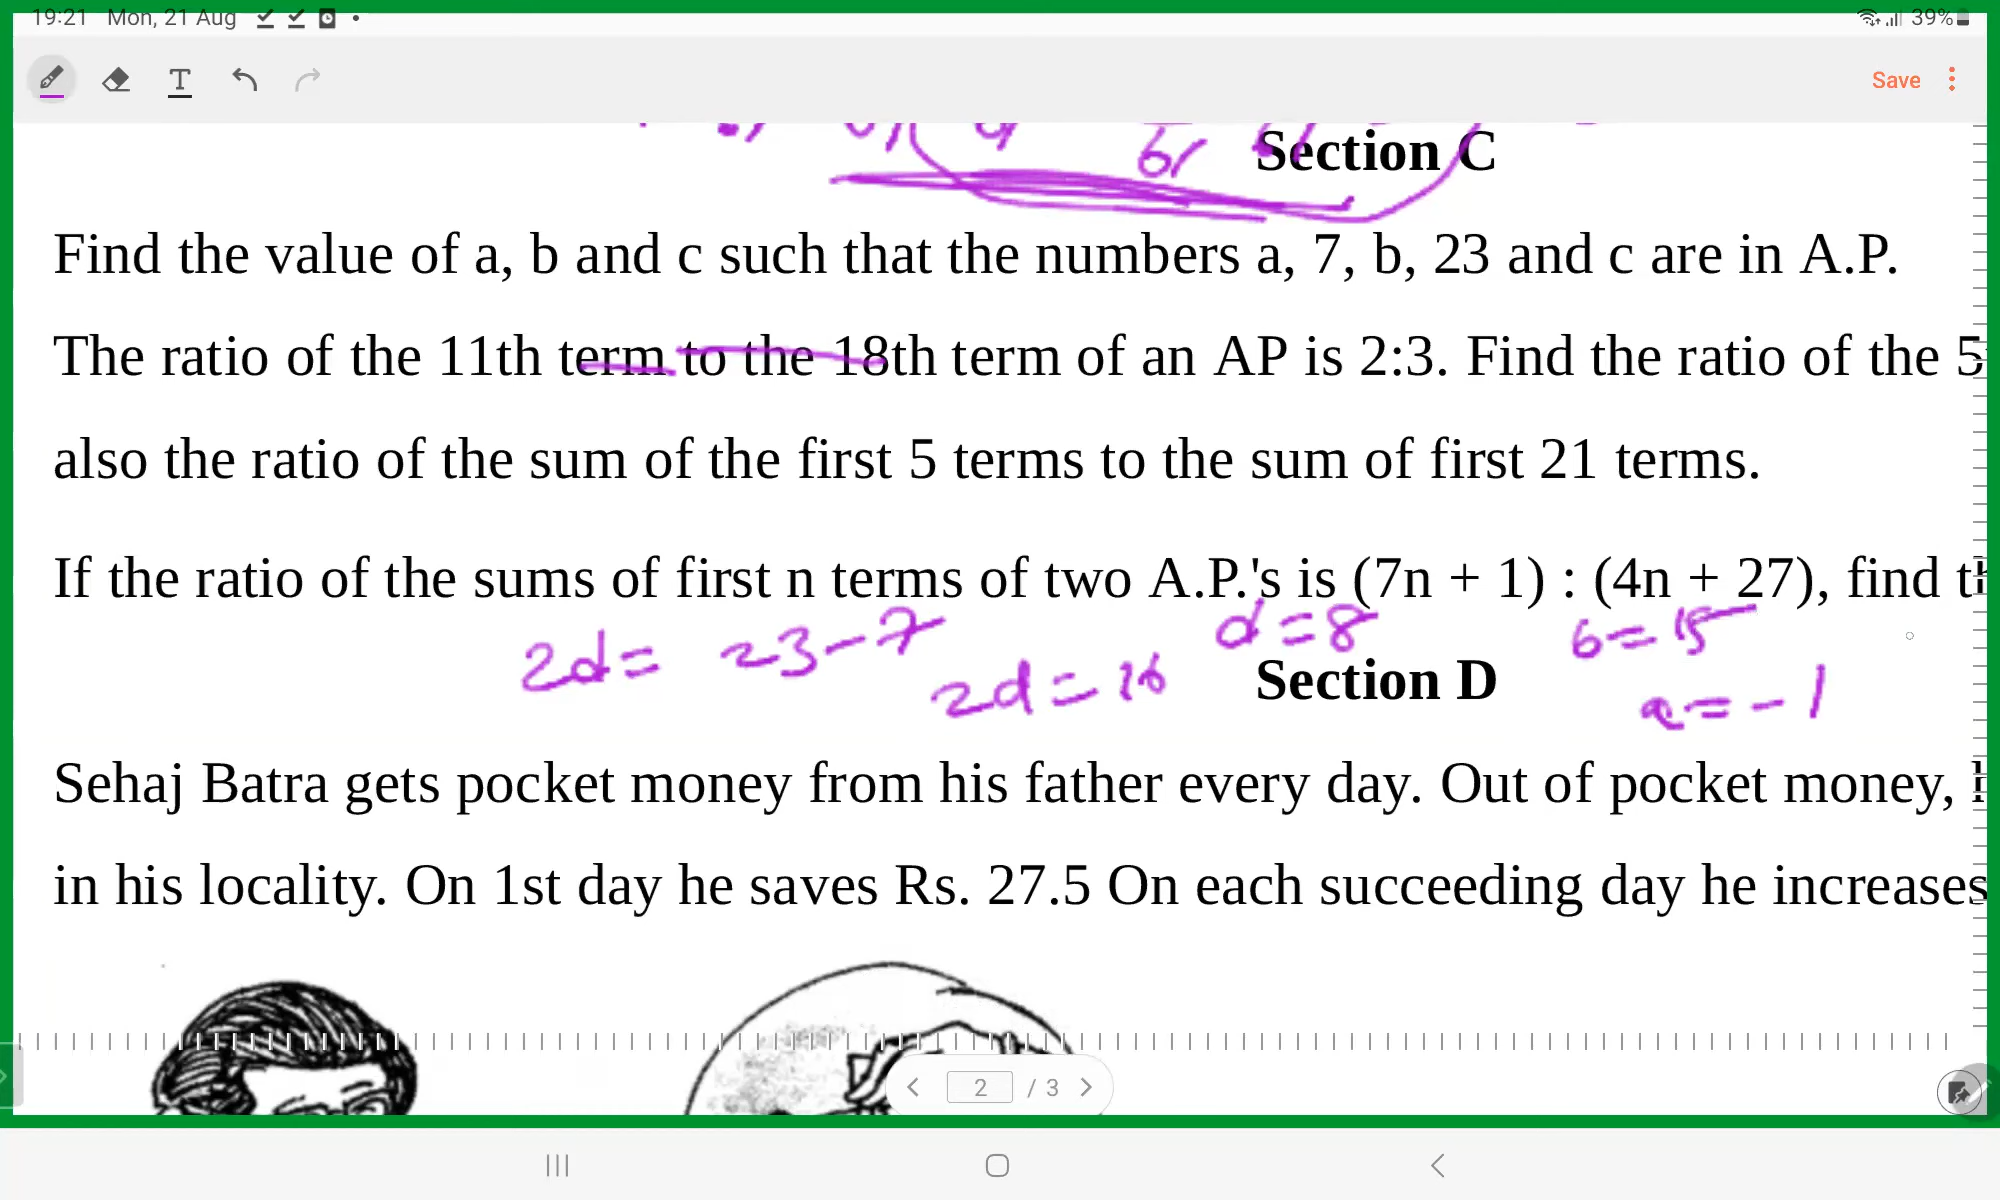 19:21 Mon, 21 Aug
39%
T
Save
6,
Section C
Find the value of a, b and c such that the numbers a, 7, b, 23 and c are in A.P.
The ratio of the 11th term to the 18th term of an AP is 2:3. Find the ratio of the 5
also the ratio of the sum of the first 5 terms to the sum of first 21 terms.
If the ratio of the sums of first n terms of two A.P.'s is (7n + 1) : (4n + 27), find th
2d= 23-7
2d=16
d=8
b=15
a=-1
Section D
Sehaj Batra gets pocket money from his father every day. Out of pocket money,
in his locality. On 1st day he saves Rs. 27.5 On each succeeding day he increases
2 / 3